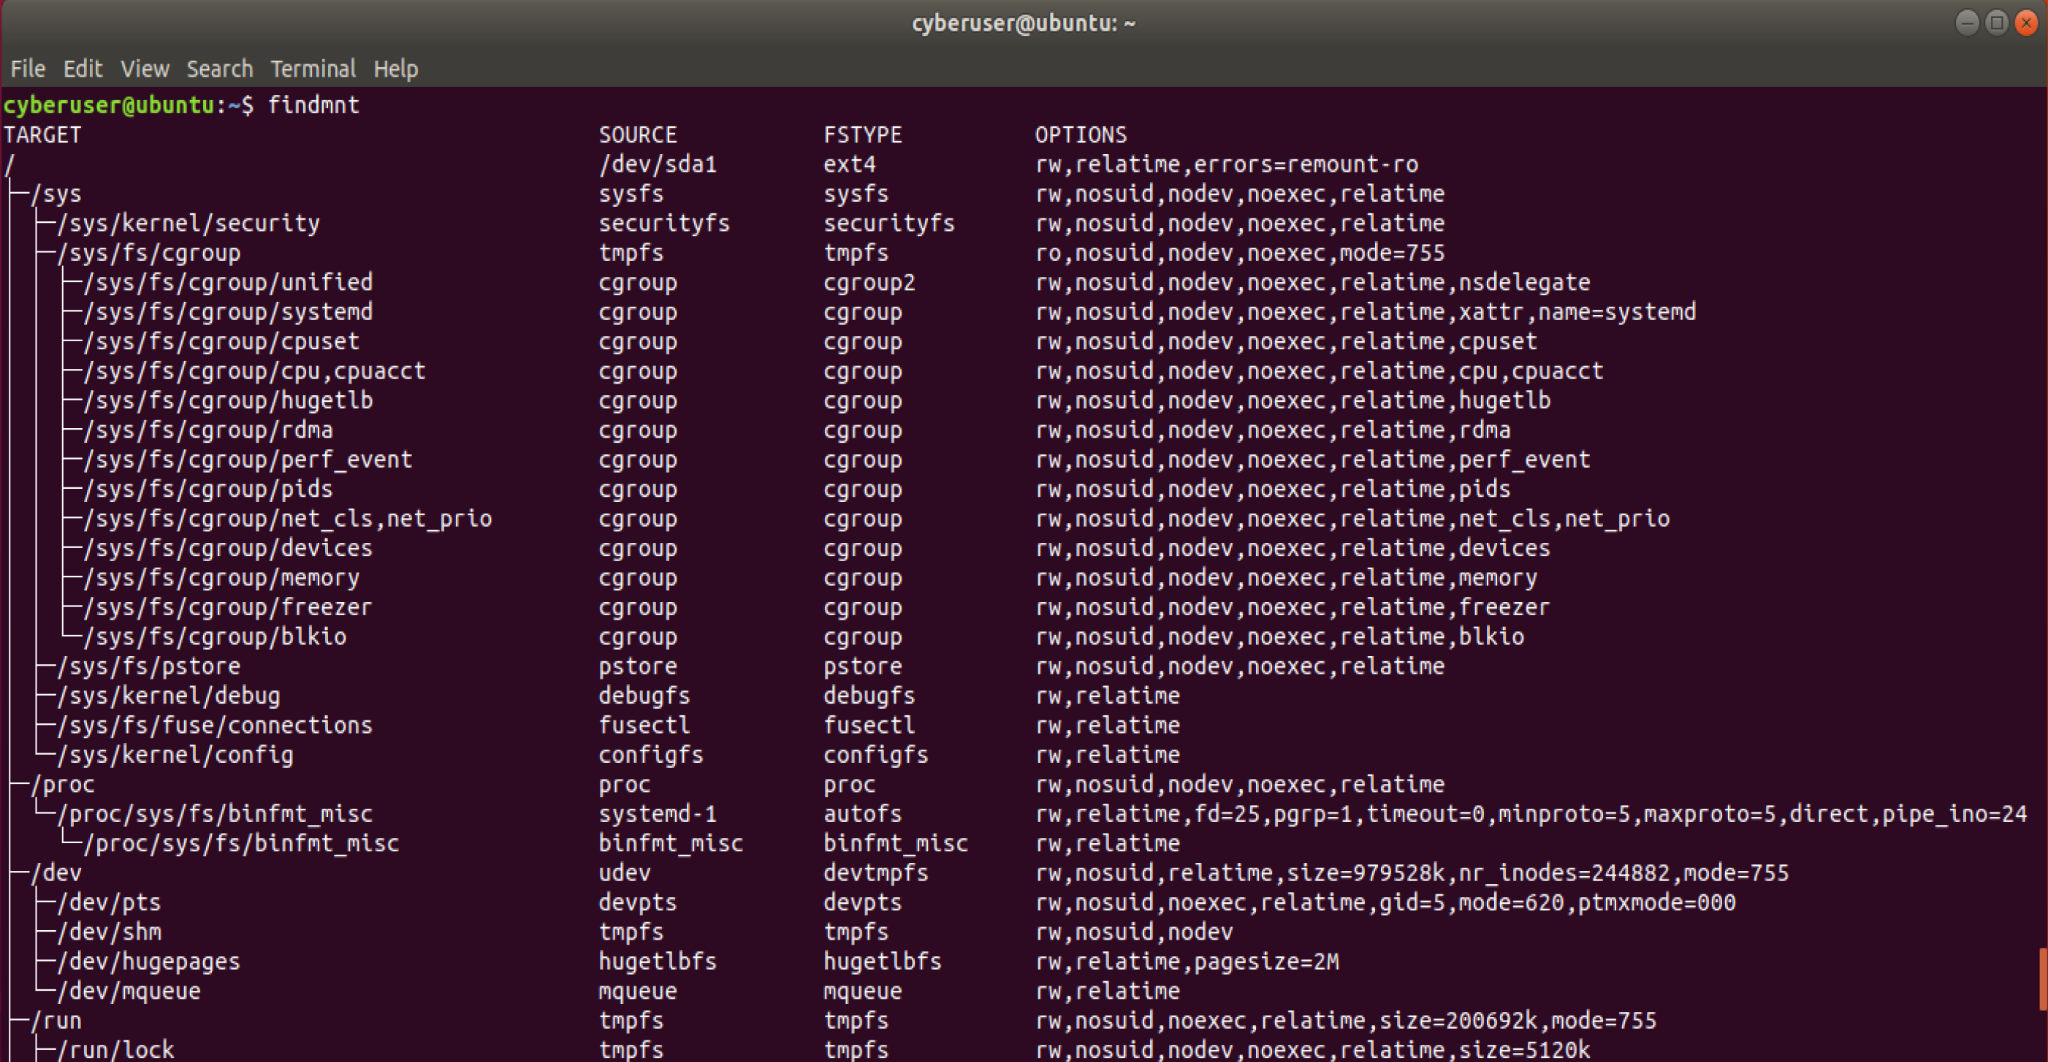 cyberuser@ubuntu: ~
File Edit View Search Terminal Help
cyberuser@ubuntu:~$ findmnt
TARGET SOURCE FSTYPE OPTIONS
/ /dev/sda1 ext4 rw,relatime,errors=remount-ro
├─/sys sysfs sysfs rw,nosuid,nodev,noexec,relatime
│ ├─/sys/kernel/security securityfs securityfs rw,nosuid,nodev,noexec,relatime
│ ├─/sys/fs/cgroup tmpfs tmpfs ro,nosuid,nodev,noexec,mode=755
│ │ ├─/sys/fs/cgroup/unified cgroup cgroup2 rw,nosuid,nodev,noexec,relatime,nsdelegate
│ │ ├─/sys/fs/cgroup/systemd cgroup cgroup rw,nosuid,nodev,noexec,relatime,xattr,name=systemd
│ │ ├─/sys/fs/cgroup/cpuset cgroup cgroup rw,nosuid,nodev,noexec,relatime,cpuset
│ │ ├─/sys/fs/cgroup/cpu,cpuacct cgroup cgroup rw,nosuid,nodev,noexec,relatime,cpu,cpuacct
│ │ ├─/sys/fs/cgroup/hugetlb cgroup cgroup rw,nosuid,nodev,noexec,relatime,hugetlb
│ │ ├─/sys/fs/cgroup/rdma cgroup cgroup rw,nosuid,nodev,noexec,relatime,rdma
│ │ ├─/sys/fs/cgroup/perf_event cgroup cgroup rw,nosuid,nodev,noexec,relatime,perf_event
│ │ ├─/sys/fs/cgroup/pids cgroup cgroup rw,nosuid,nodev,noexec,relatime,pids
│ │ ├─/sys/fs/cgroup/net_cls,net_prio cgroup cgroup rw,nosuid,nodev,noexec,relatime,net_cls,net_prio
│ │ ├─/sys/fs/cgroup/devices cgroup cgroup rw,nosuid,nodev,noexec,relatime,devices
│ │ ├─/sys/fs/cgroup/memory cgroup cgroup rw,nosuid,nodev,noexec,relatime,memory
│ │ ├─/sys/fs/cgroup/freezer cgroup cgroup rw,nosuid,nodev,noexec,relatime,freezer
│ │ └─/sys/fs/cgroup/blkio cgroup cgroup rw,nosuid,nodev,noexec,relatime,blkio
│ ├─/sys/fs/pstore pstore pstore rw,nosuid,nodev,noexec,relatime
│ ├─/sys/kernel/debug debugfs debugfs rw,relatime
│ ├─/sys/fs/fuse/connections fusectl fusectl rw,relatime
│ └─/sys/kernel/config configfs configfs rw,relatime
├─/proc proc proc rw,nosuid,nodev,noexec,relatime
│ └─/proc/sys/fs/binfmt_misc systemd-1 autofs rw,relatime,fd=25,pgrp=1,timeout=0,minproto=5,maxproto=5,direct,pipe_ino=24
│   └─/proc/sys/fs/binfmt_misc binfmt_misc binfmt_misc rw,relatime
├─/dev udev devtmpfs rw,nosuid,relatime,size=979528k,nr_inodes=244882,mode=755
│ ├─/dev/pts devpts devpts rw,nosuid,noexec,relatime,gid=5,mode=620,ptmxmode=000
│ ├─/dev/shm tmpfs tmpfs rw,nosuid,nodev
│ ├─/dev/hugepages hugetlbfs hugetlbfs rw,relatime,pagesize=2M
│ └─/dev/mqueue mqueue mqueue rw,relatime
├─/run tmpfs tmpfs rw,nosuid,noexec,relatime,size=200692k,mode=755
│ ├─/run/lock tmpfs tmpfs rw,nosuid,nodev,noexec,relatime,size=5120k